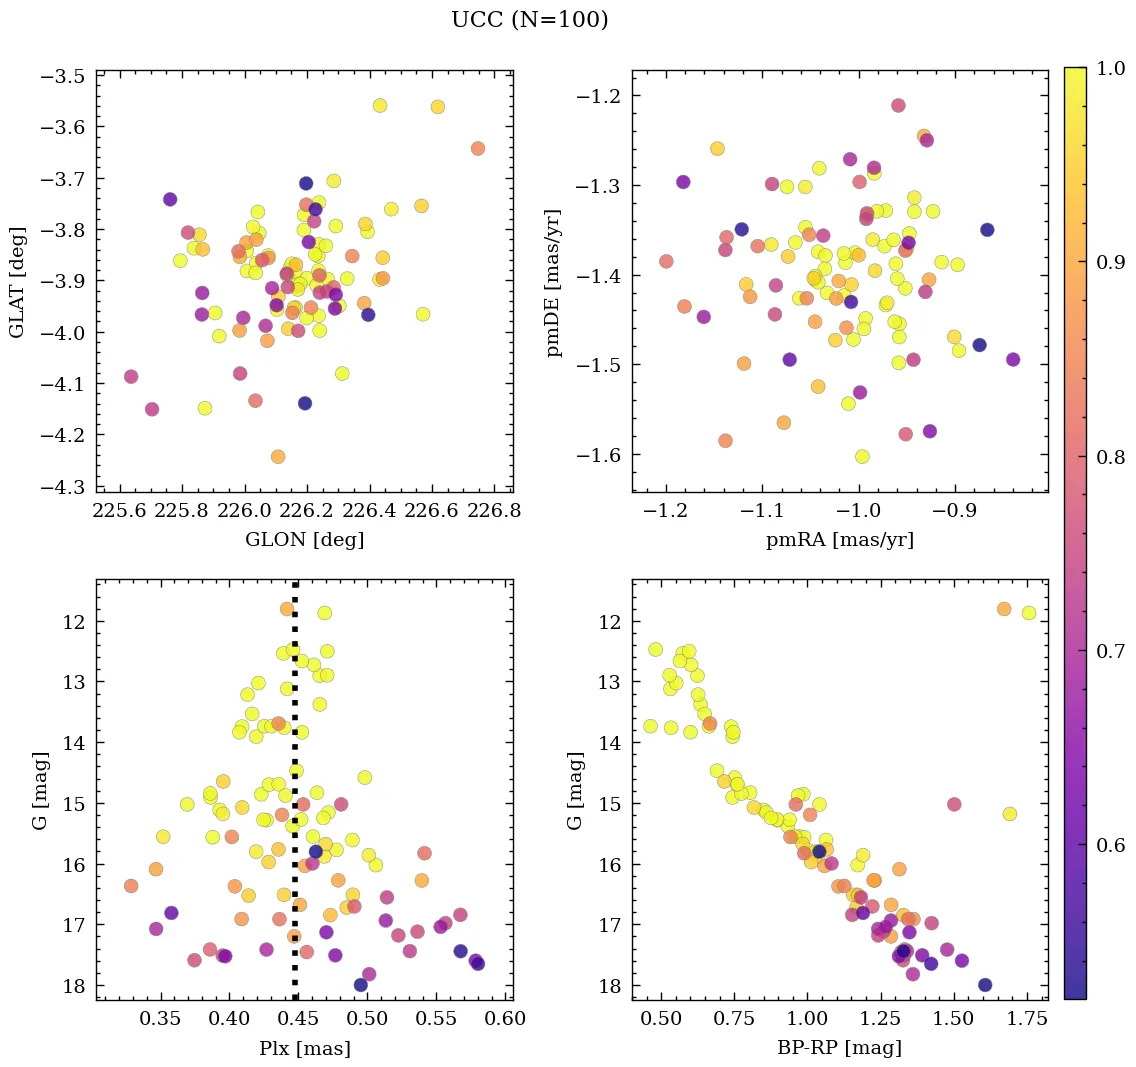 UCC (N=100)
−3.5
−3.6
−3.7
−3.8
−3.9
−4.0
−4.1
−4.2
−4.3
GLAT [deg]
225.6 225.8 226.0 226.2 226.4 226.6 226.8
GLON [deg]
−1.2
−1.3
−1.4
−1.5
−1.6
pmDE [mas/yr]
−1.2 −1.1 −1.0 −0.9
pmRA [mas/yr]
1.0
0.9
0.8
0.7
0.6
12
13
14
15
16
17
18
G [mag]
0.35 0.40 0.45 0.50 0.55 0.60
Plx [mas]
12
13
14
15
16
17
18
G [mag]
0.50 0.75 1.00 1.25 1.50 1.75
BP-RP [mag]